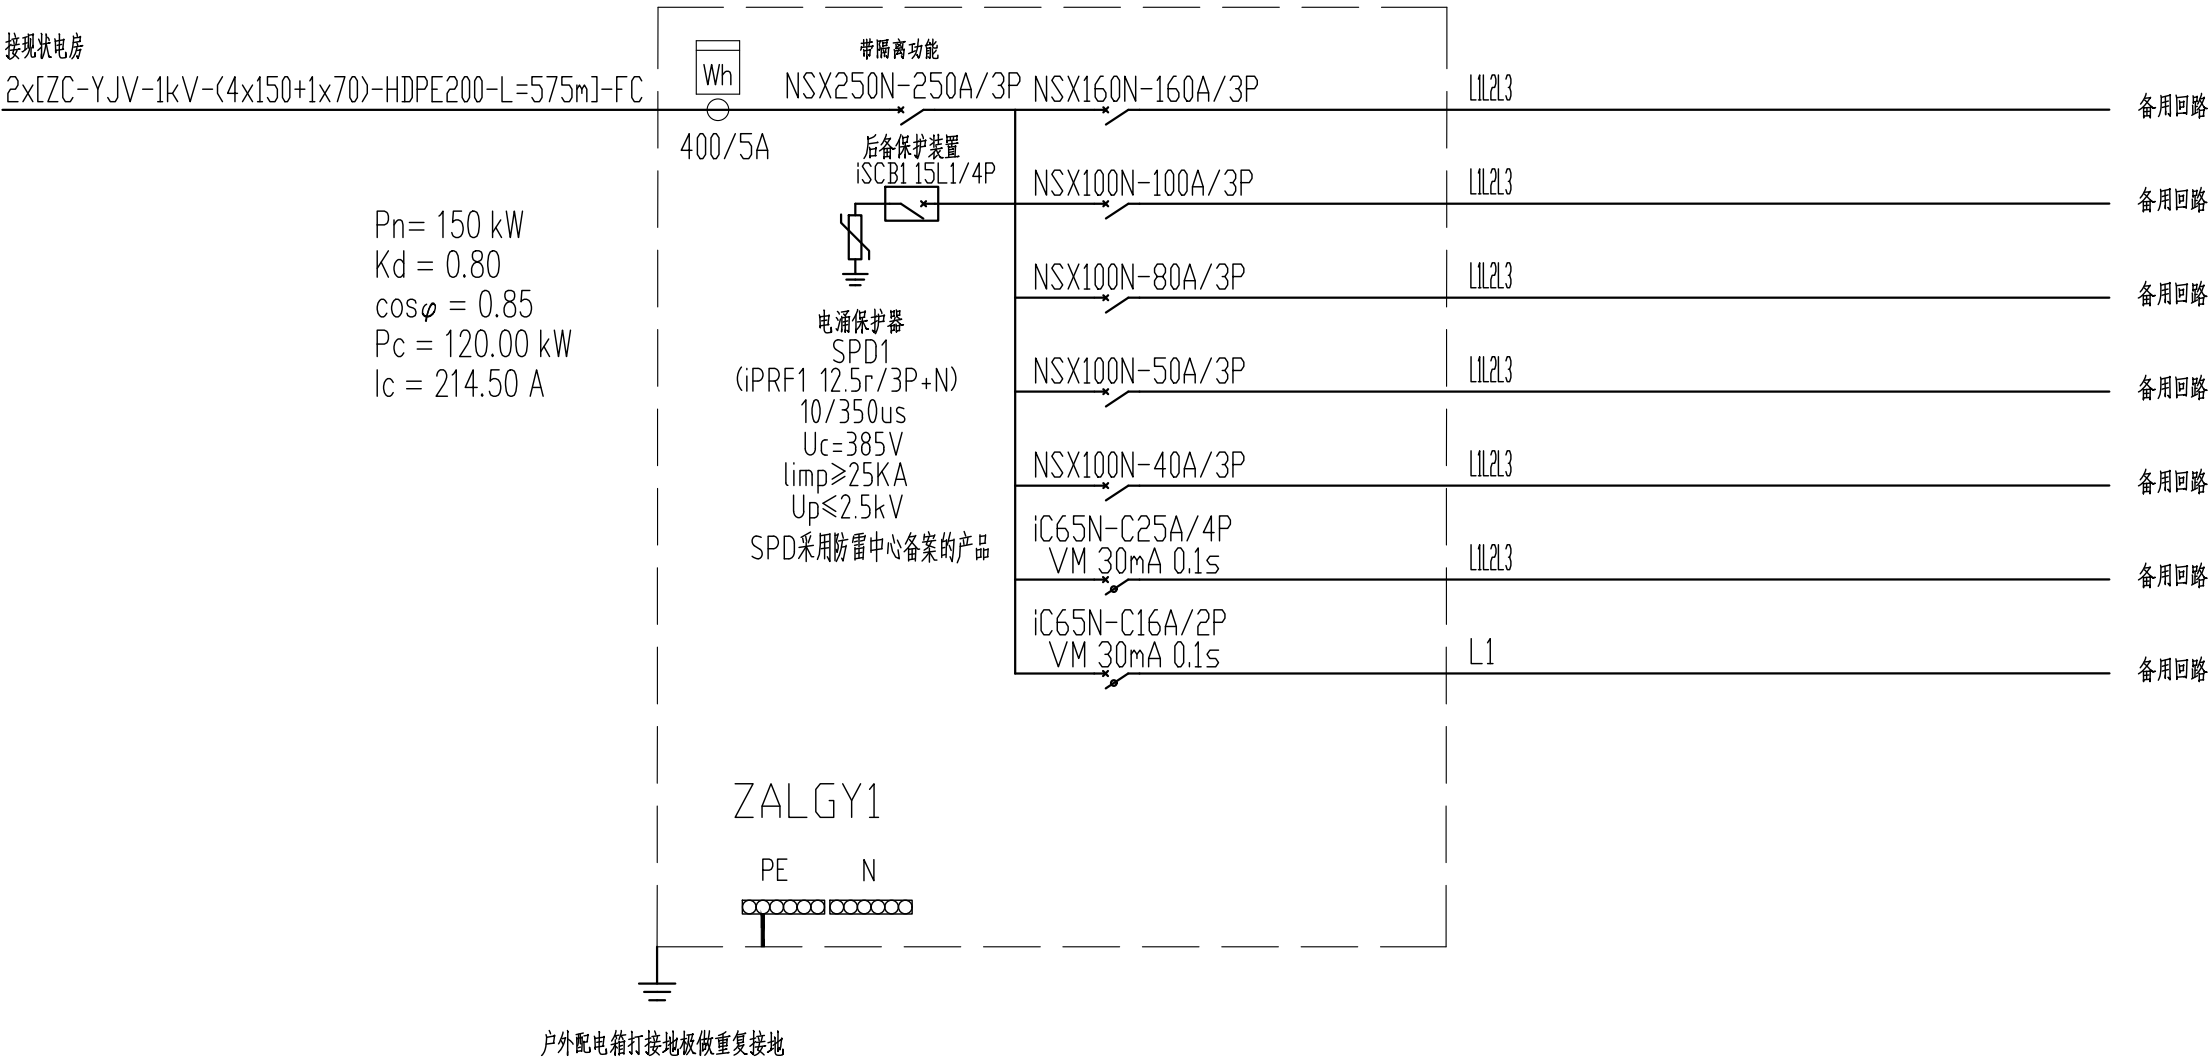 接现状电房
2x[ZC-YJV-1kV-(4x150+1x70)-HDPE200-L=575m]-FC
Wh
400/5A
带隔离功能
NSX250N-250A/3P
后备保护装置
iSCB1 15L1/4P
Pn= 150 kW
Kd = 0.80
cosφ = 0.85
Pc = 120.00 kW
Ic = 214.50 A
电涌保护器
SPD1
(iPRF1 12.5r/3P+N)
10/350us
Uc=385V
limp≥25KA
Up≤2.5kV
SPD采用防雷中心备案的产品
NSX160N-160A/3P L1L2L3 备用回路
NSX100N-100A/3P L1L2L3 备用回路
NSX100N-80A/3P L1L2L3 备用回路
NSX100N-50A/3P L1L2L3 备用回路
NSX100N-40A/3P L1L2L3 备用回路
iC65N-C25A/4P
VM 30mA 0.1s L1L2L3 备用回路
iC65N-C16A/2P
VM 30mA 0.1s L1 备用回路
ZALGY1
PE N
户外配电箱打接地极做重复接地